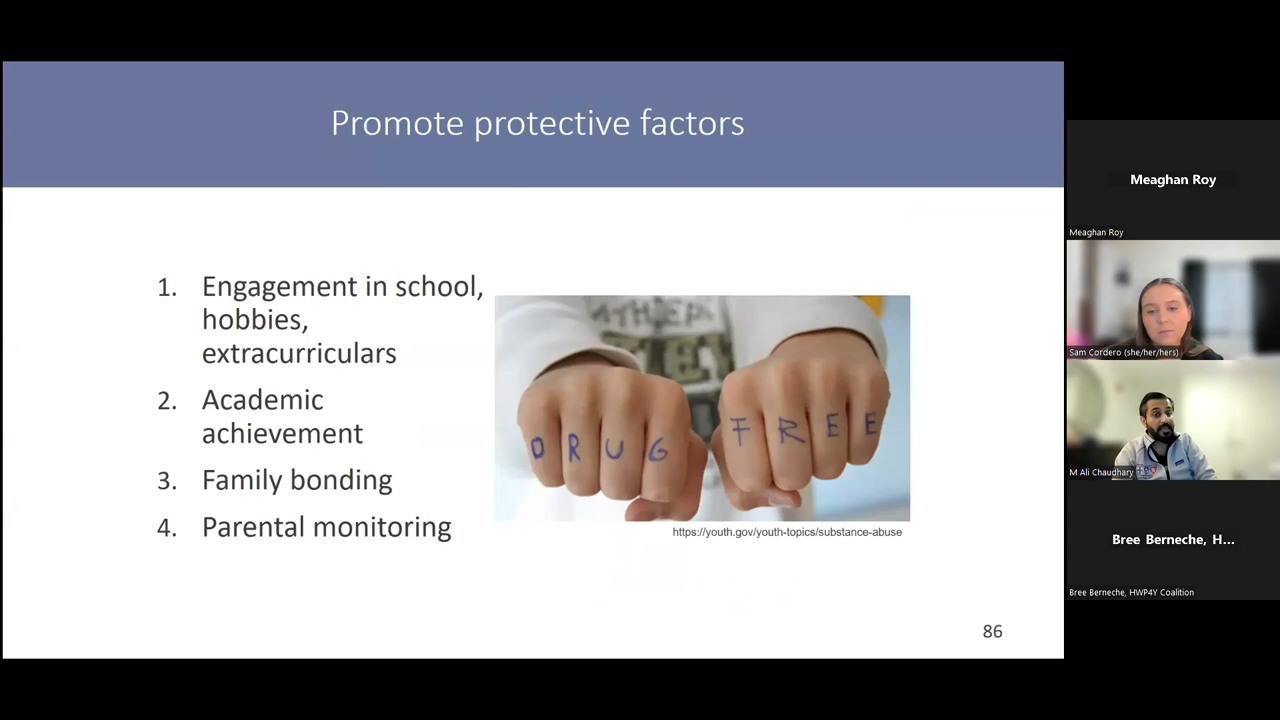 Promote protective factors
1. Engagement in school,
hobbies,
extracurriculars
2. Academic
achievement
3. Family bonding
4. Parental monitoring
DRUG FREE
https://youth.gov/youth-topics/substance-abuse
86
Meaghan Roy
Meaghan Roy
Sam Cordero (she/her/hers)
M Ali Chaudhary
Bree Berneche, H...
Bree Berneche, HWP4Y Coalition